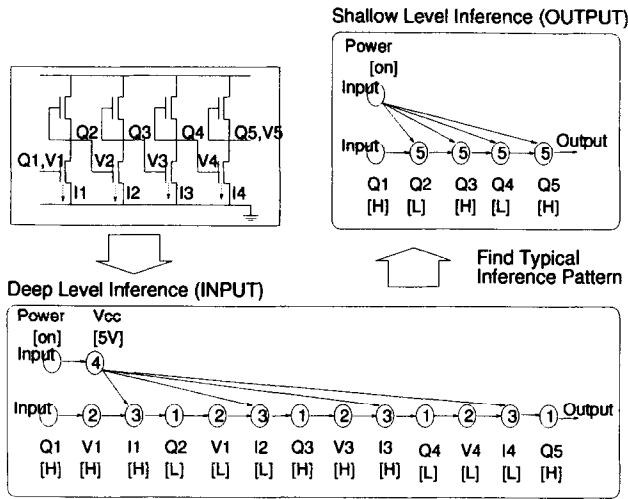 Shallow Level Inference (OUTPUT)
Power
[on]
Input
Input 5 5 5 5 Output
Q1 Q2 Q3 Q4 Q5
[H] [L] [H] [L] [H]
Q2 Q3 Q4 Q5,V5
Q1,V1 V2 V3 V4
I1 I2 I3 I4
Find Typical
Inference Pattern
Deep Level Inference (INPUT)
Power Vcc
[on] [5V]
Input 4
Input 2 3 1 2 3 1 2 3 1 2 3 1 Output
Q1 V1 I1 Q2 V1 I2 Q3 V3 I3 Q4 V4 I4 Q5
[H] [H] [H] [L] [L] [L] [H] [H] [H] [L] [L] [L] [H]